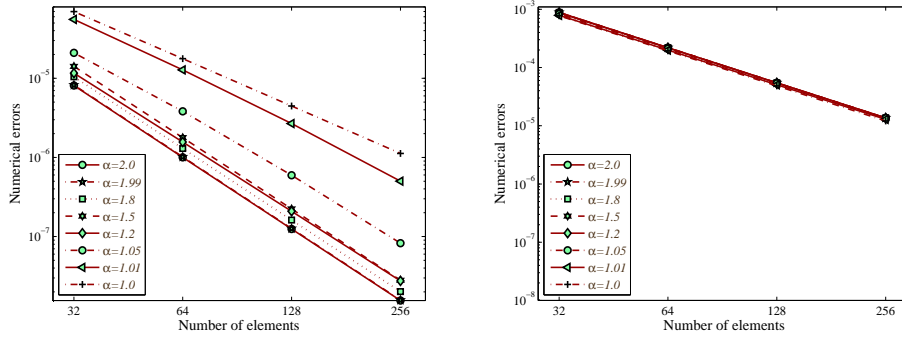 Numerical errors
10⁻⁵
10⁻⁶
10⁻⁷
α=2.0
α=1.99
α=1.8
α=1.5
α=1.2
α=1.05
α=1.01
α=1.0
32
64
128
256
Number of elements
Numerical errors
10⁻³
10⁻⁴
10⁻⁵
10⁻⁶
10⁻⁷
10⁻⁸
α=2.0
α=1.99
α=1.8
α=1.5
α=1.2
α=1.05
α=1.01
α=1.0
32
64
128
256
Number of elements